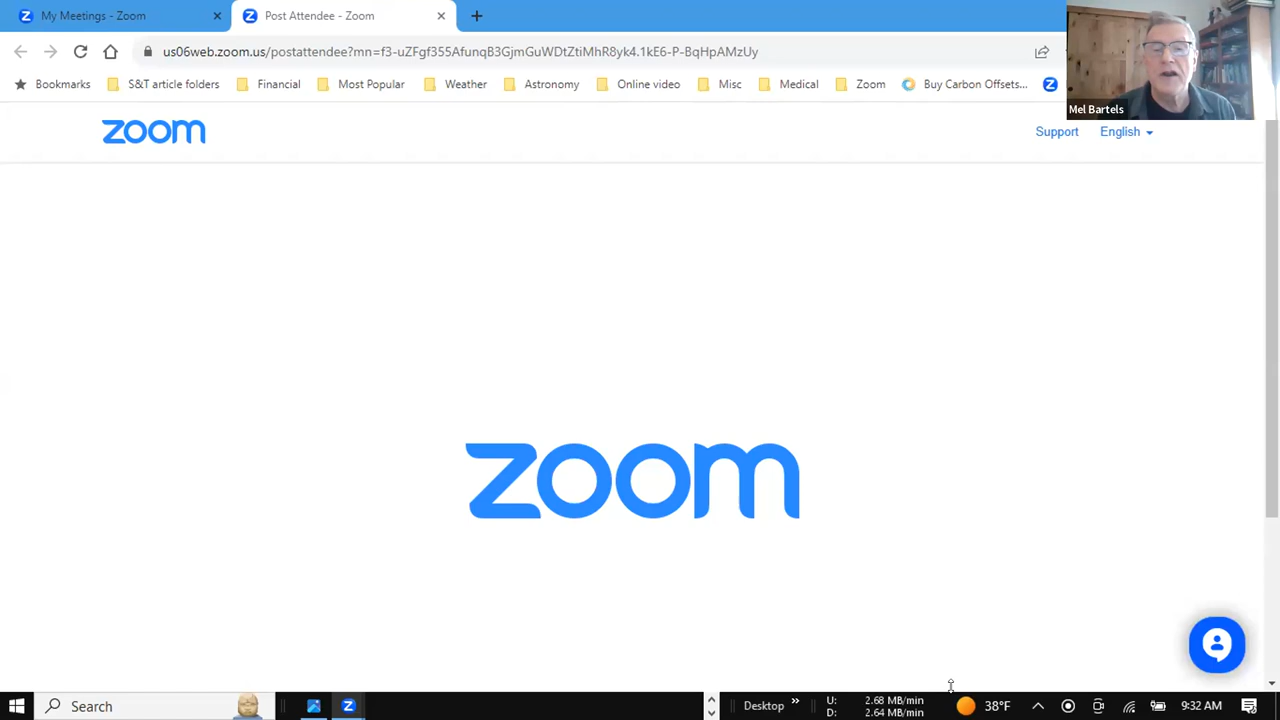 My Meetings - Zoom
Post Attendee - Zoom
us06web.zoom.us/postattendee?mn=f3-uZFgf355AfunqB3GjmGuWDtZtiMhR8yk4.1kE6-P-BqHpAMzUy
Bookmarks S&T article folders Financial Most Popular Weather Astronomy Online video Misc Medical Zoom Buy Carbon Offsets...
Mel Bartels
zoom
Support English
zoom
Search
Desktop »
U: 2.68 MB/min
D: 2.64 MB/min
38°F
9:32 AM